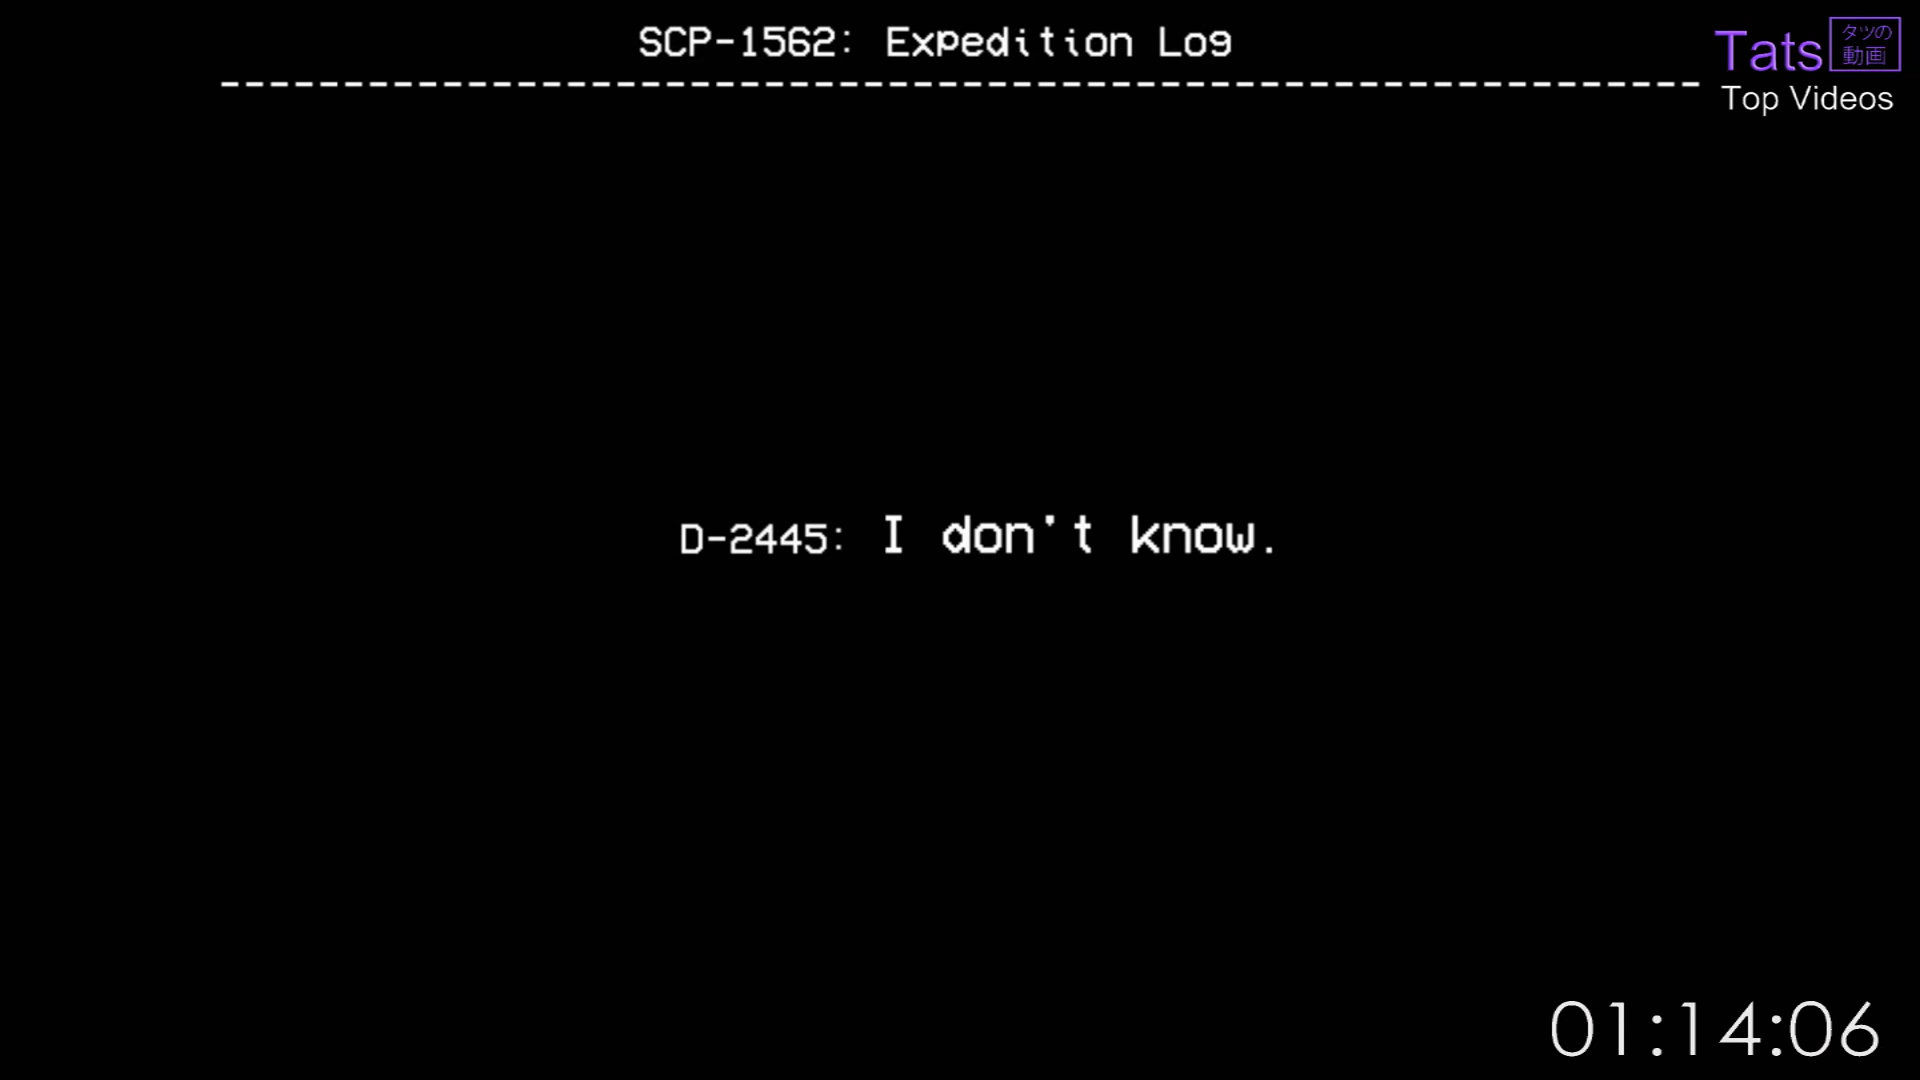 SCP-1562: Expedition Log
--------------------------------------------------------------
Tats タツの動画
Top Videos
D-2445: I don't know.
01:14:06